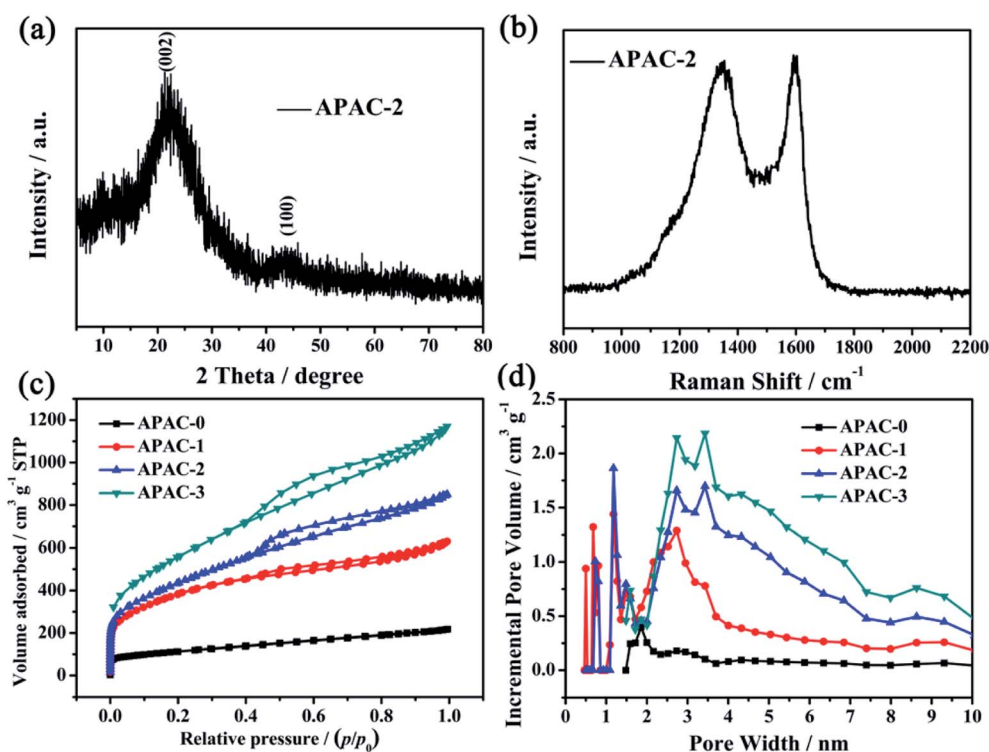 (a)
(002)
(100)
APAC-2
Intensity / a.u.
10 20 30 40 50 60 70 80
2 Theta / degree
(b)
APAC-2
Intensity / a.u.
800 1000 1200 1400 1600 1800 2000 2200
Raman Shift / cm⁻¹
(c)
APAC-0
APAC-1
APAC-2
APAC-3
Volume adsorbed / cm³ g⁻¹ STP
1200
1000
800
600
400
200
0
0.0 0.2 0.4 0.6 0.8 1.0
Relative pressure / (p/p₀)
(d)
APAC-0
APAC-1
APAC-2
APAC-3
Incremental Pore Volume / cm³ g⁻¹
2.5
2.0
1.5
1.0
0.5
0.0
0 1 2 3 4 5 6 7 8 9 10
Pore Width / nm